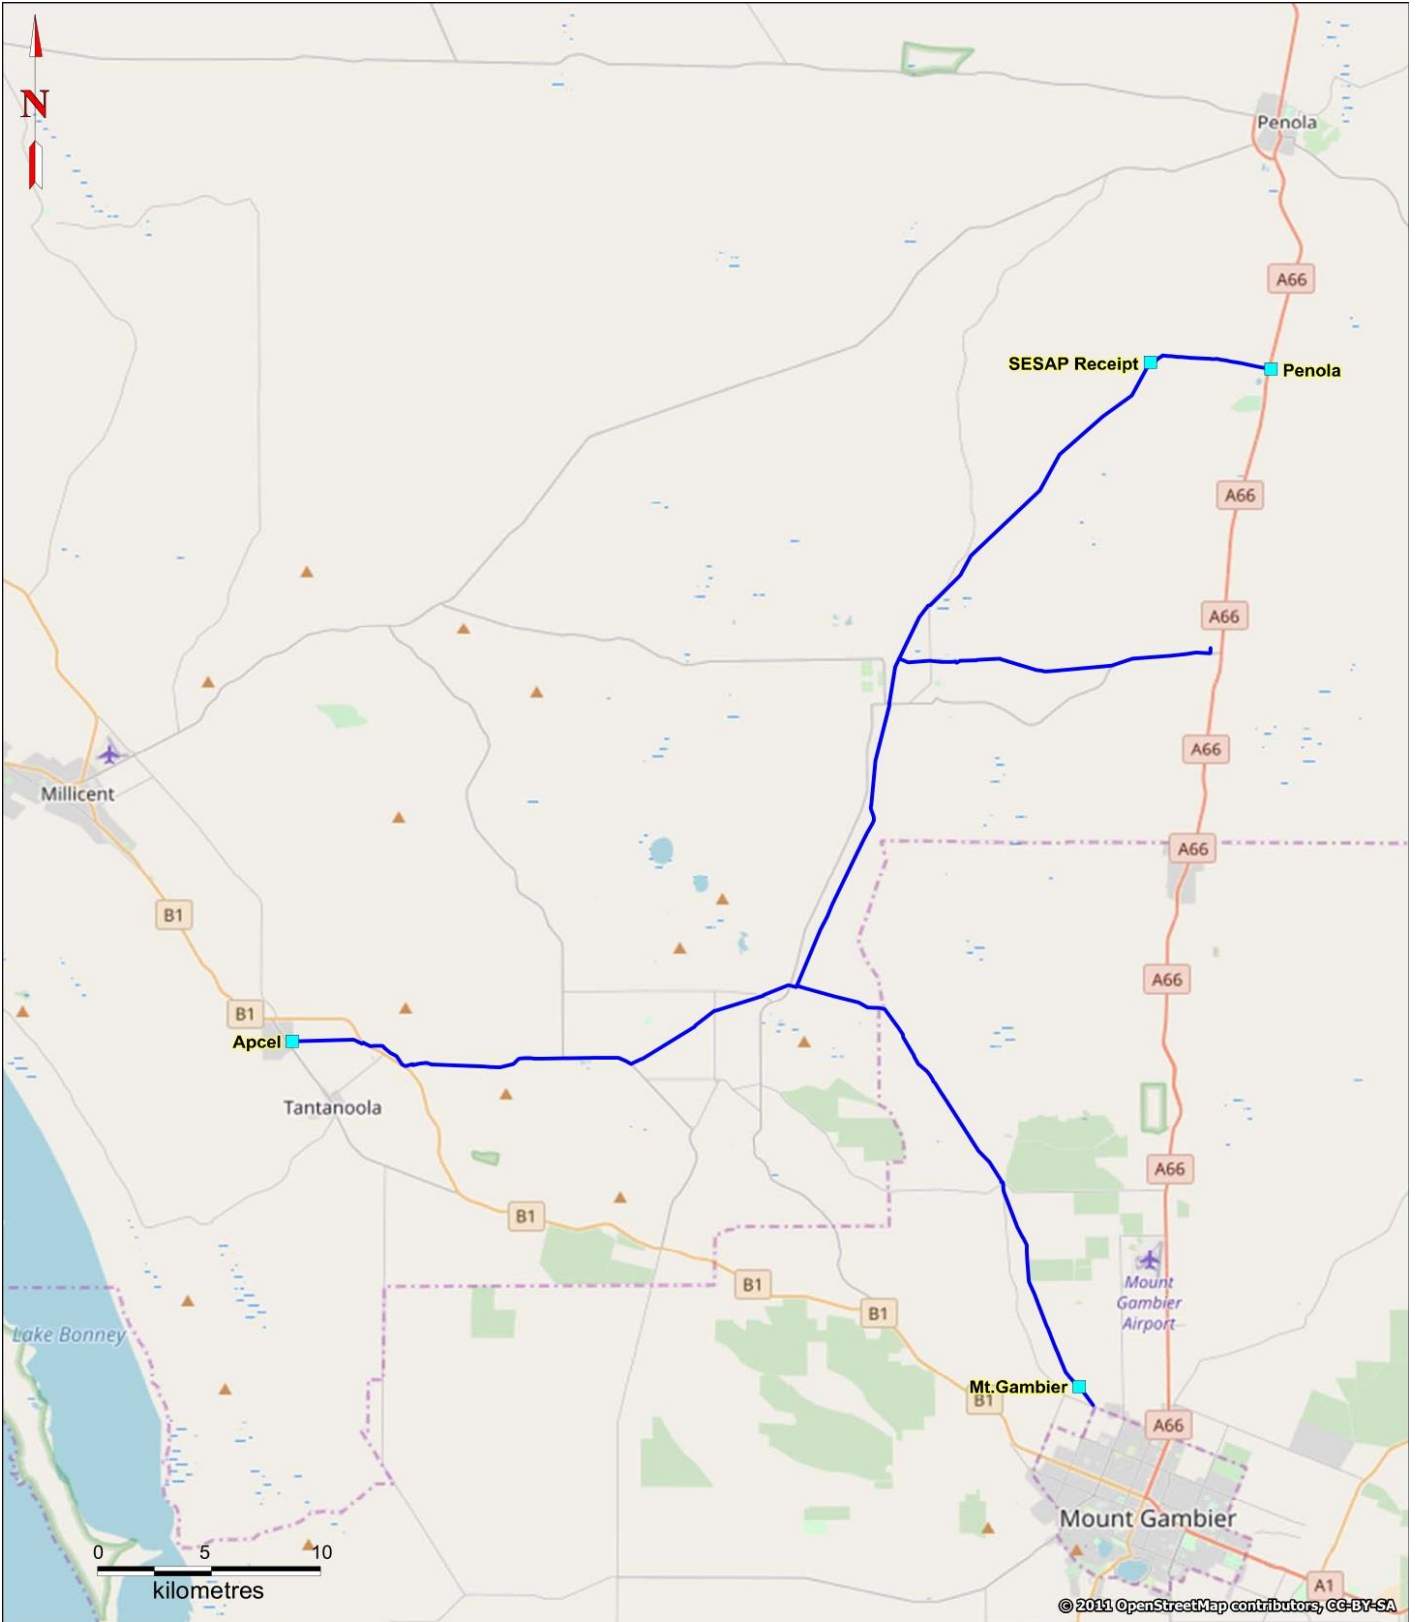 N
Penola
A66
SESAP Receipt
Penola
A66
A66
A66
Millicent
A66
B1
A66
B1
Apcel
Tantanoola
A66
B1
Mount
Gambier
Airport
B1
B1
Lake Bonney
Mt.Gambier
B1
A66
Mount Gambier
0 5 10
kilometres
A1
© 2011 OpenStreetMap contributors, CC-BY-SA